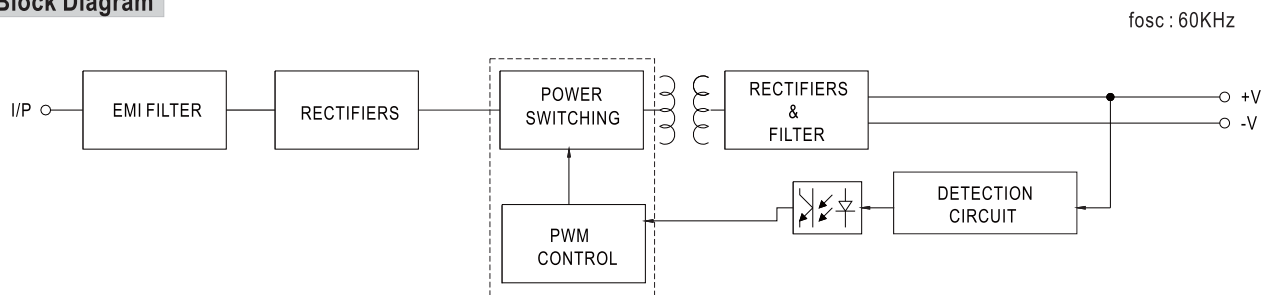 Block Diagram
fosc : 60KHz
I/P
EMI FILTER
RECTIFIERS
POWER
SWITCHING
RECTIFIERS
&
FILTER
+V
-V
DETECTION
CIRCUIT
PWM
CONTROL